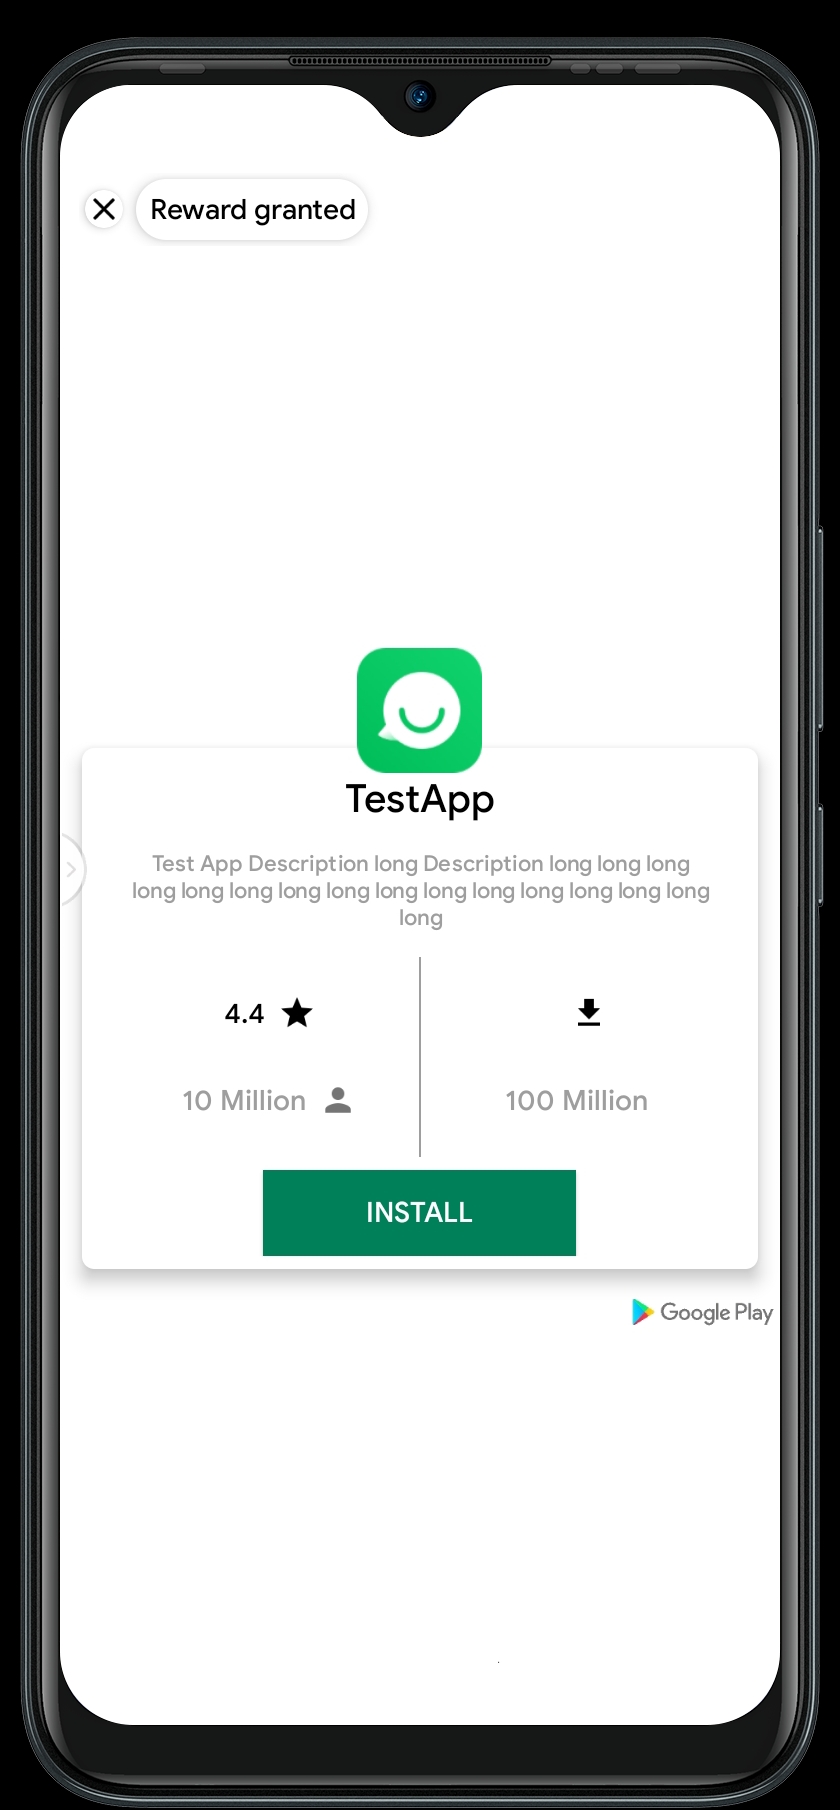 Reward granted
TestApp
Test App Description long Description long long long
long long long long long long long long long long long long
long
4.4
10 Million
100 Million
INSTALL
Google Play